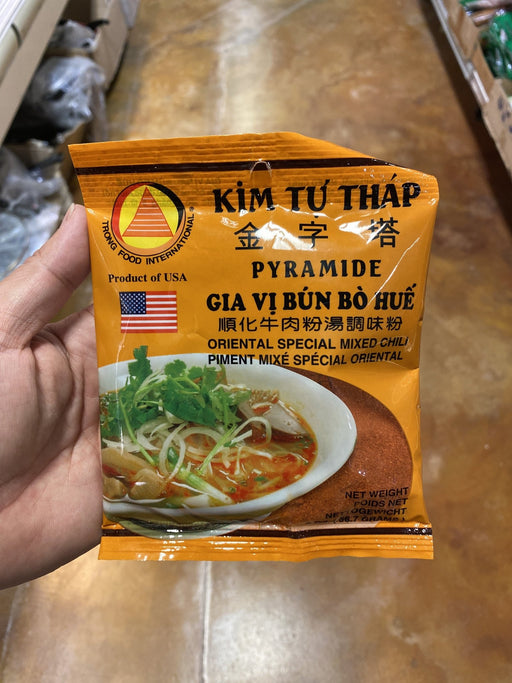 KIM TỰ THÁP
金字塔
PYRAMIDE
TRONG FOOD INTERNATIONAL
Product of USA
GIA VỊ BÚN BÒ HUẾ
順化牛肉粉湯調味粉
ORIENTAL SPECIAL MIXED CHILI
PIMENT MIXÉ SPÉCIAL ORIENTAL
NET WEIGHT
POIDS NET
GRAMS )